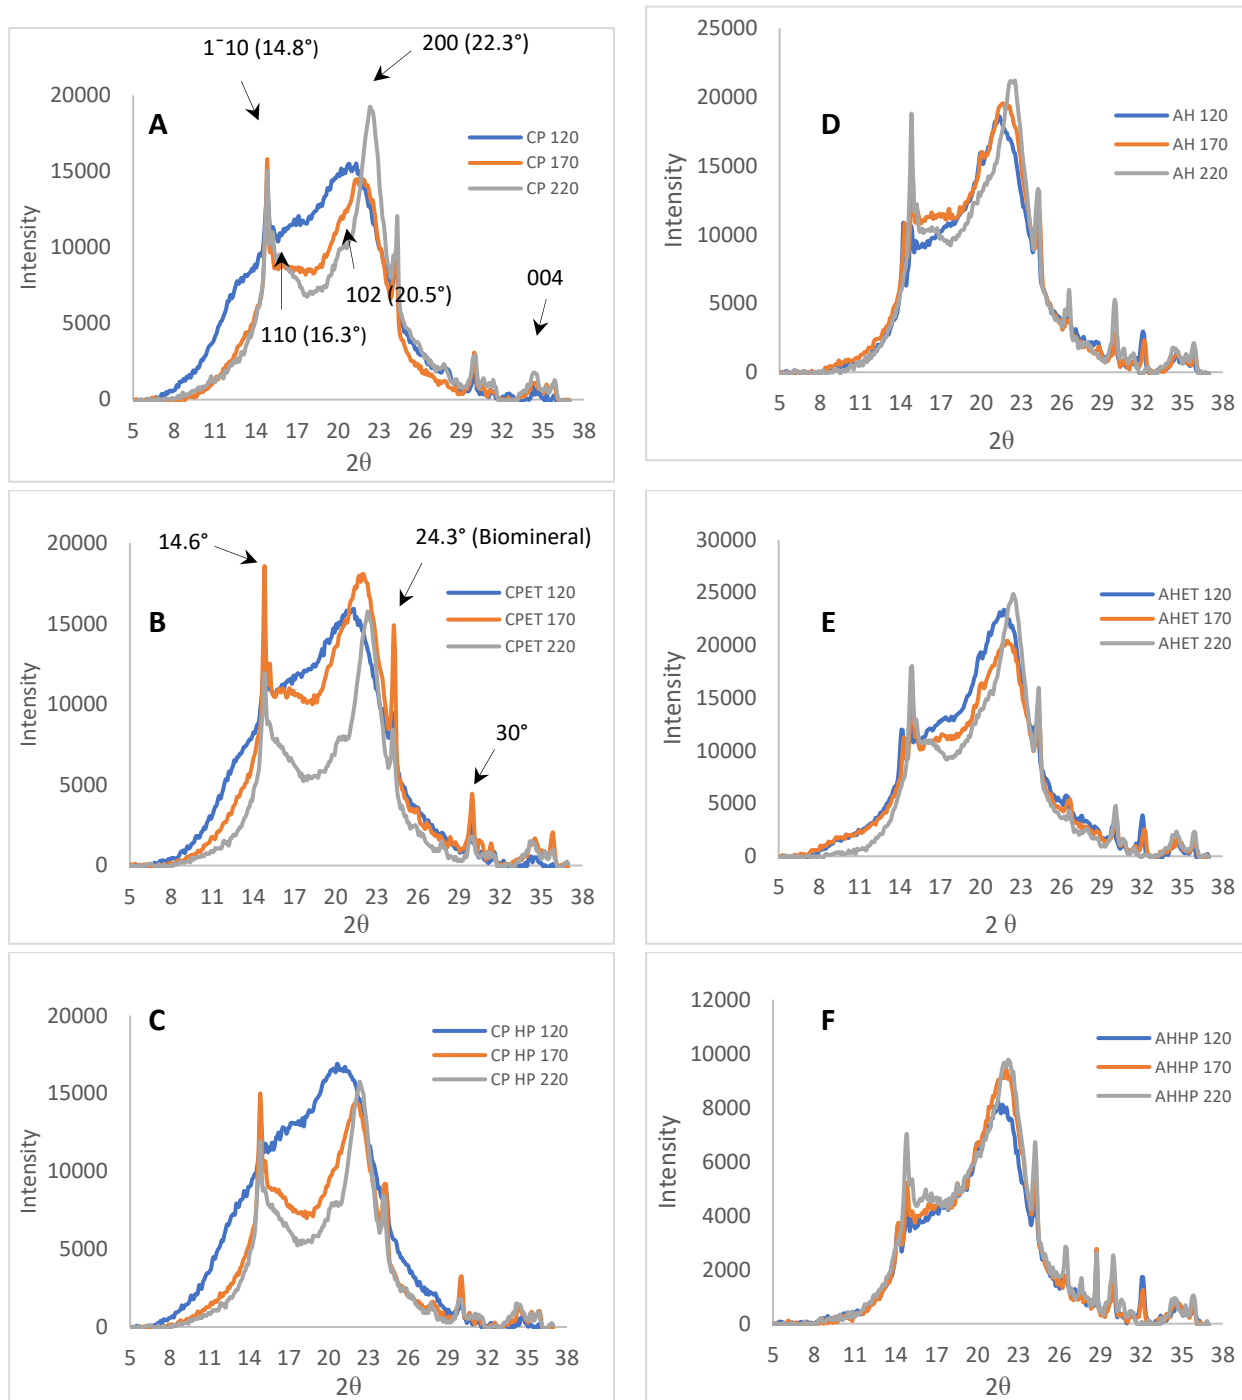 1ˉ10 (14.8°)
200 (22.3°)
20000
15000
10000
5000
0
Intensity
A
CP 120
CP 170
CP 220
110 (16.3°)
102 (20.5°)
004
5 8 11 14 17 20 23 26 29 32 35 38
2θ
25000
20000
15000
10000
5000
0
Intensity
D
AH 120
AH 170
AH 220
5 8 11 14 17 20 23 26 29 32 35 38
2θ
20000
15000
10000
5000
0
Intensity
14.6°
24.3° (Biomineral)
B
CPET 120
CPET 170
CPET 220
30°
5 8 11 14 17 20 23 26 29 32 35 38
2θ
30000
25000
20000
15000
10000
5000
0
Intensity
E
AHET 120
AHET 170
AHET 220
5 8 11 14 17 20 23 26 29 32 35 38
2 θ
20000
15000
10000
5000
0
Intensity
C
CP HP 120
CP HP 170
CP HP 220
5 8 11 14 17 20 23 26 29 32 35 38
2θ
12000
10000
8000
6000
4000
2000
0
Intensity
F
AHHP 120
AHHP 170
AHHP 220
5 8 11 14 17 20 23 26 29 32 35 38
2θ